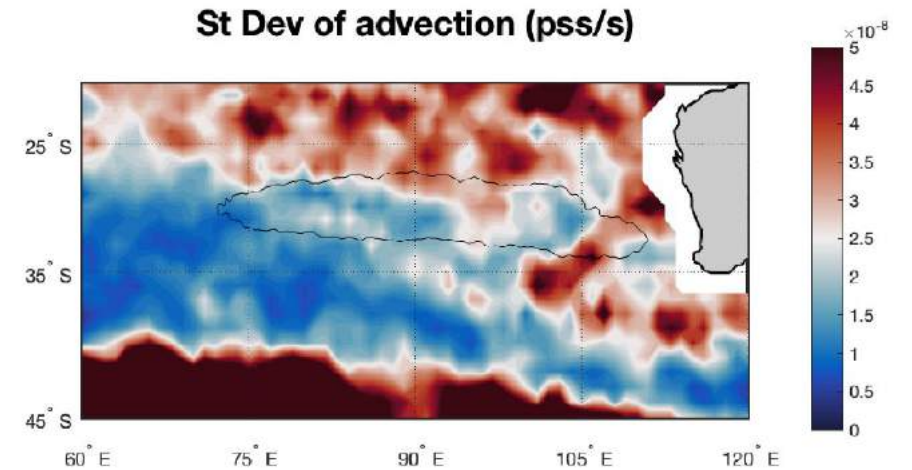 St Dev of advection (pss/s)
×10⁻⁸
5
4.5
4
3.5
3
2.5
2
1.5
1
0.5
0
25° S
35° S
45° S
60° E 75° E 90° E 105° E 120° E